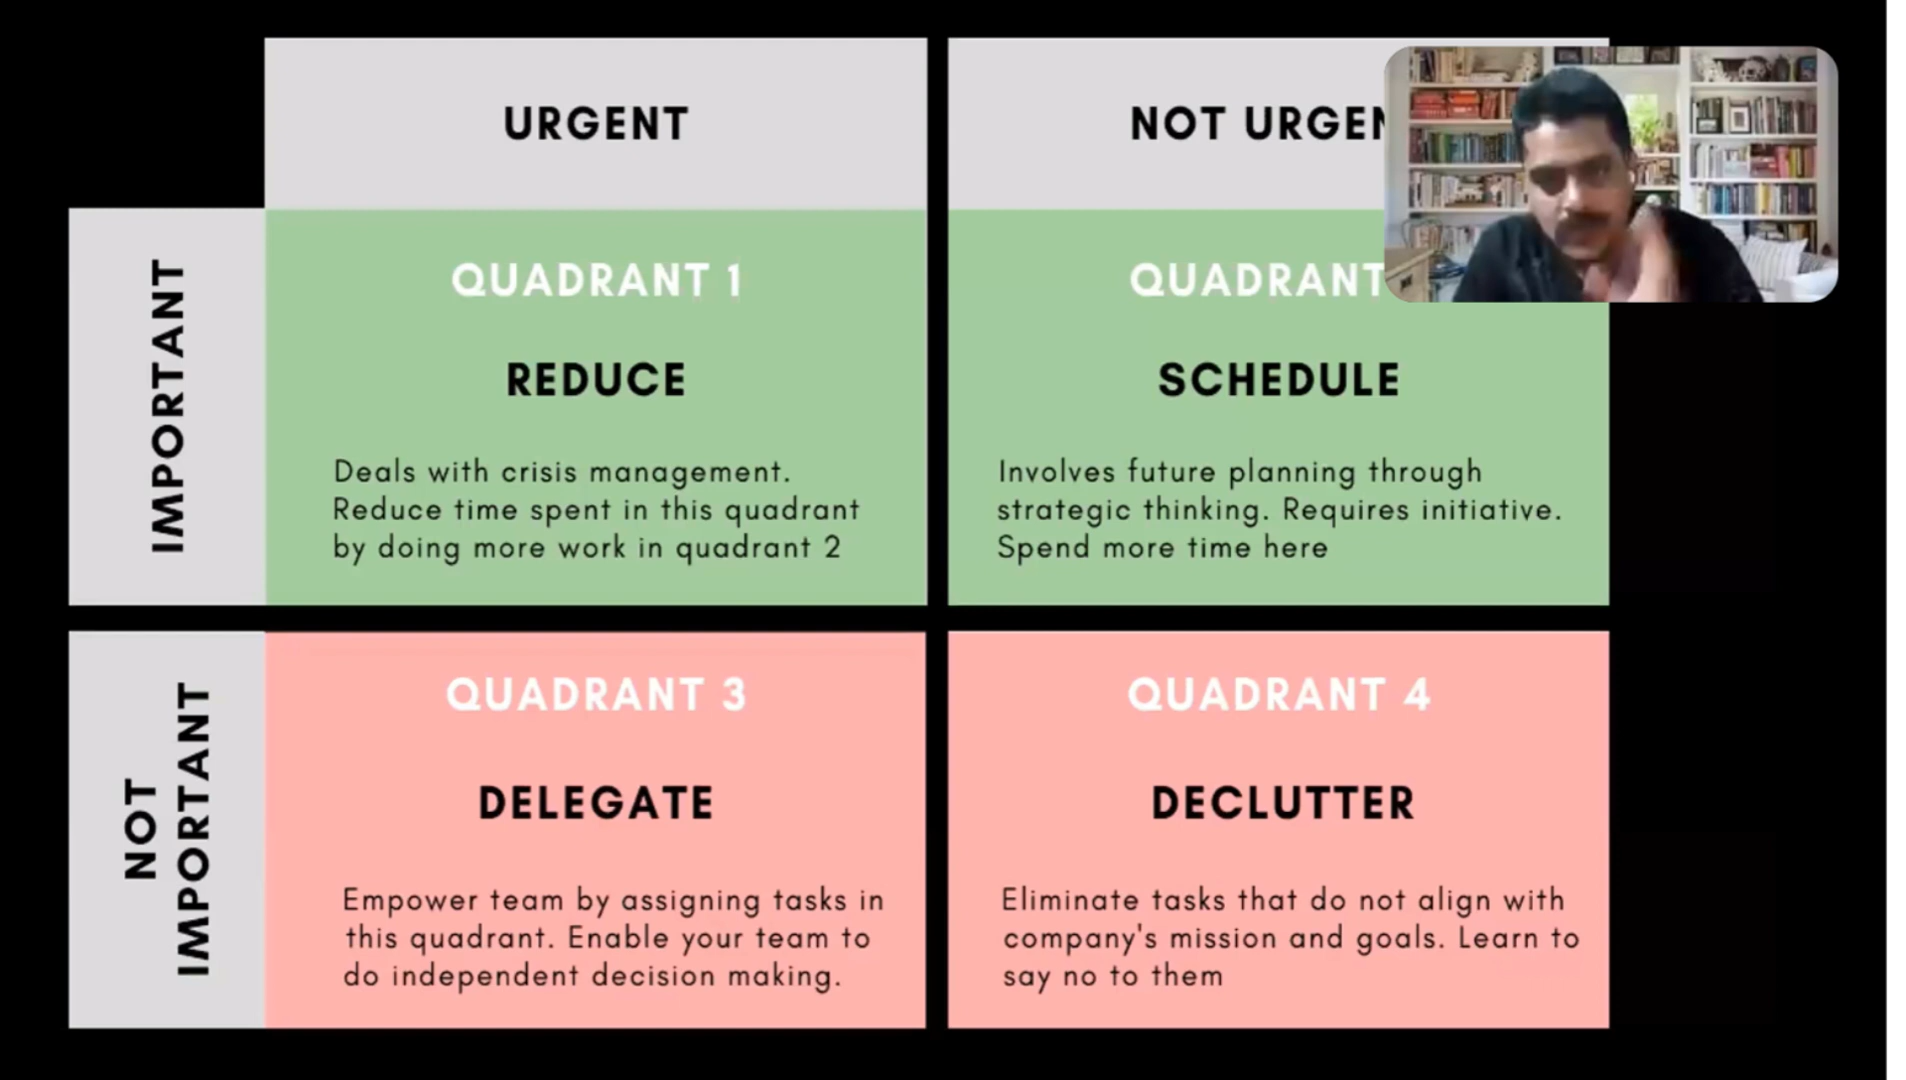 URGENT
NOT URGEN
IMPORTANT
QUADRANT 1
REDUCE
Deals with crisis management.
Reduce time spent in this quadrant
by doing more work in quadrant 2
QUADRANT
SCHEDULE
Involves future planning through
strategic thinking. Requires initiative.
Spend more time here
NOT
IMPORTANT
QUADRANT 3
DELEGATE
Empower team by assigning tasks in
this quadrant. Enable your team to
do independent decision making.
QUADRANT 4
DECLUTTER
Eliminate tasks that do not align with
company's mission and goals. Learn to
say no to them